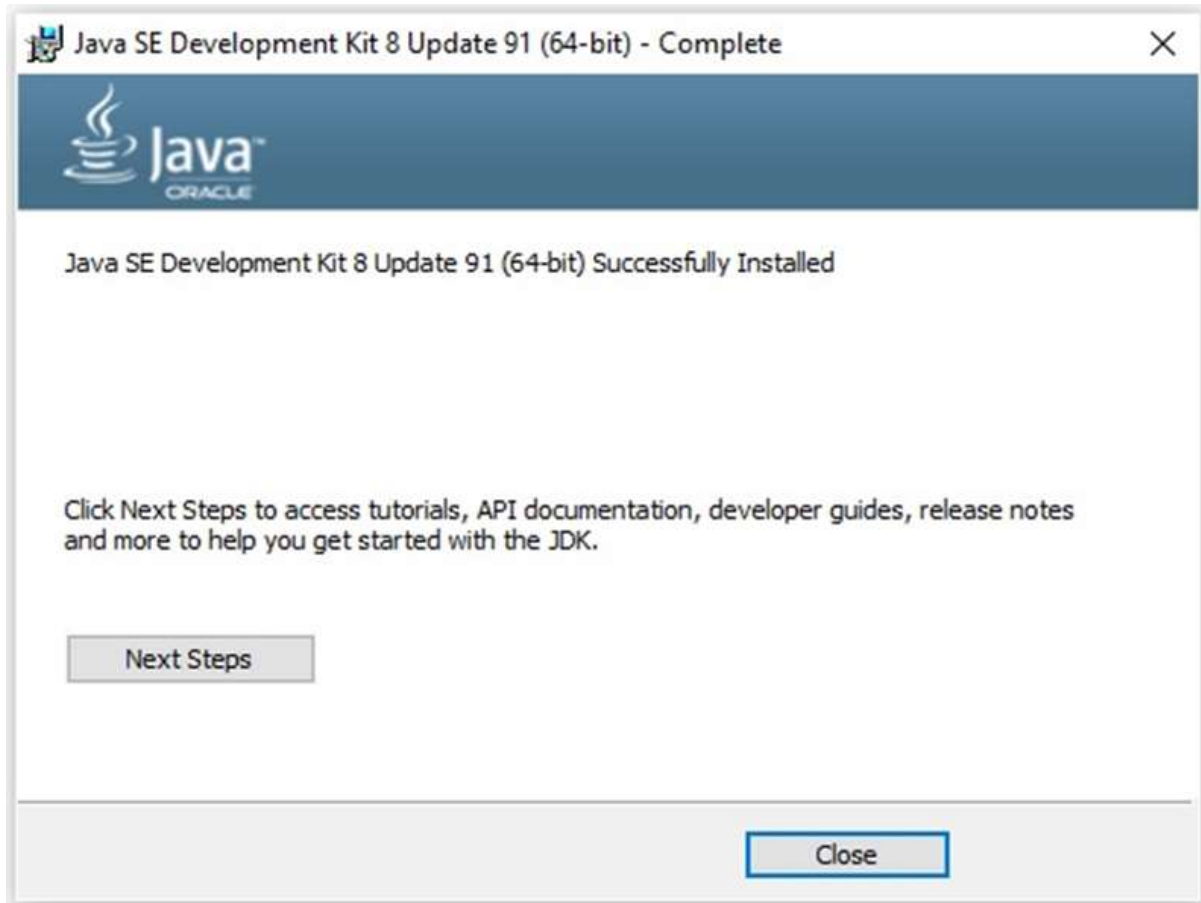 Java SE Development Kit 8 Update 91 (64-bit) - Complete
Java™
ORACLE
Java SE Development Kit 8 Update 91 (64-bit) Successfully Installed
Click Next Steps to access tutorials, API documentation, developer guides, release notes
and more to help you get started with the JDK.
Next Steps
Close